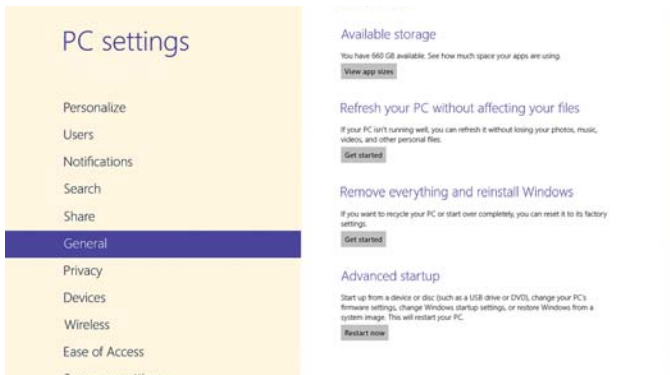 PC settings
Personalize
Users
Notifications
Search
Share
General
Privacy
Devices
Wireless
Ease of Access
Available storage
You have 660 GB available. See how much space your apps are using.
View app sizes
Refresh your PC without affecting your files
If your PC isn't running well, you can refresh it without losing your photos, music,
videos, and other personal files.
Get started
Remove everything and reinstall Windows
If you want to recycle your PC or start over completely, you can reset it to its factory
settings.
Get started
Advanced startup
Start up from a device or disc (such as a USB drive or DVD), change your PC's
firmware settings, change Windows startup settings, or restore Windows from a
system image. This will restart your PC.
Restart now